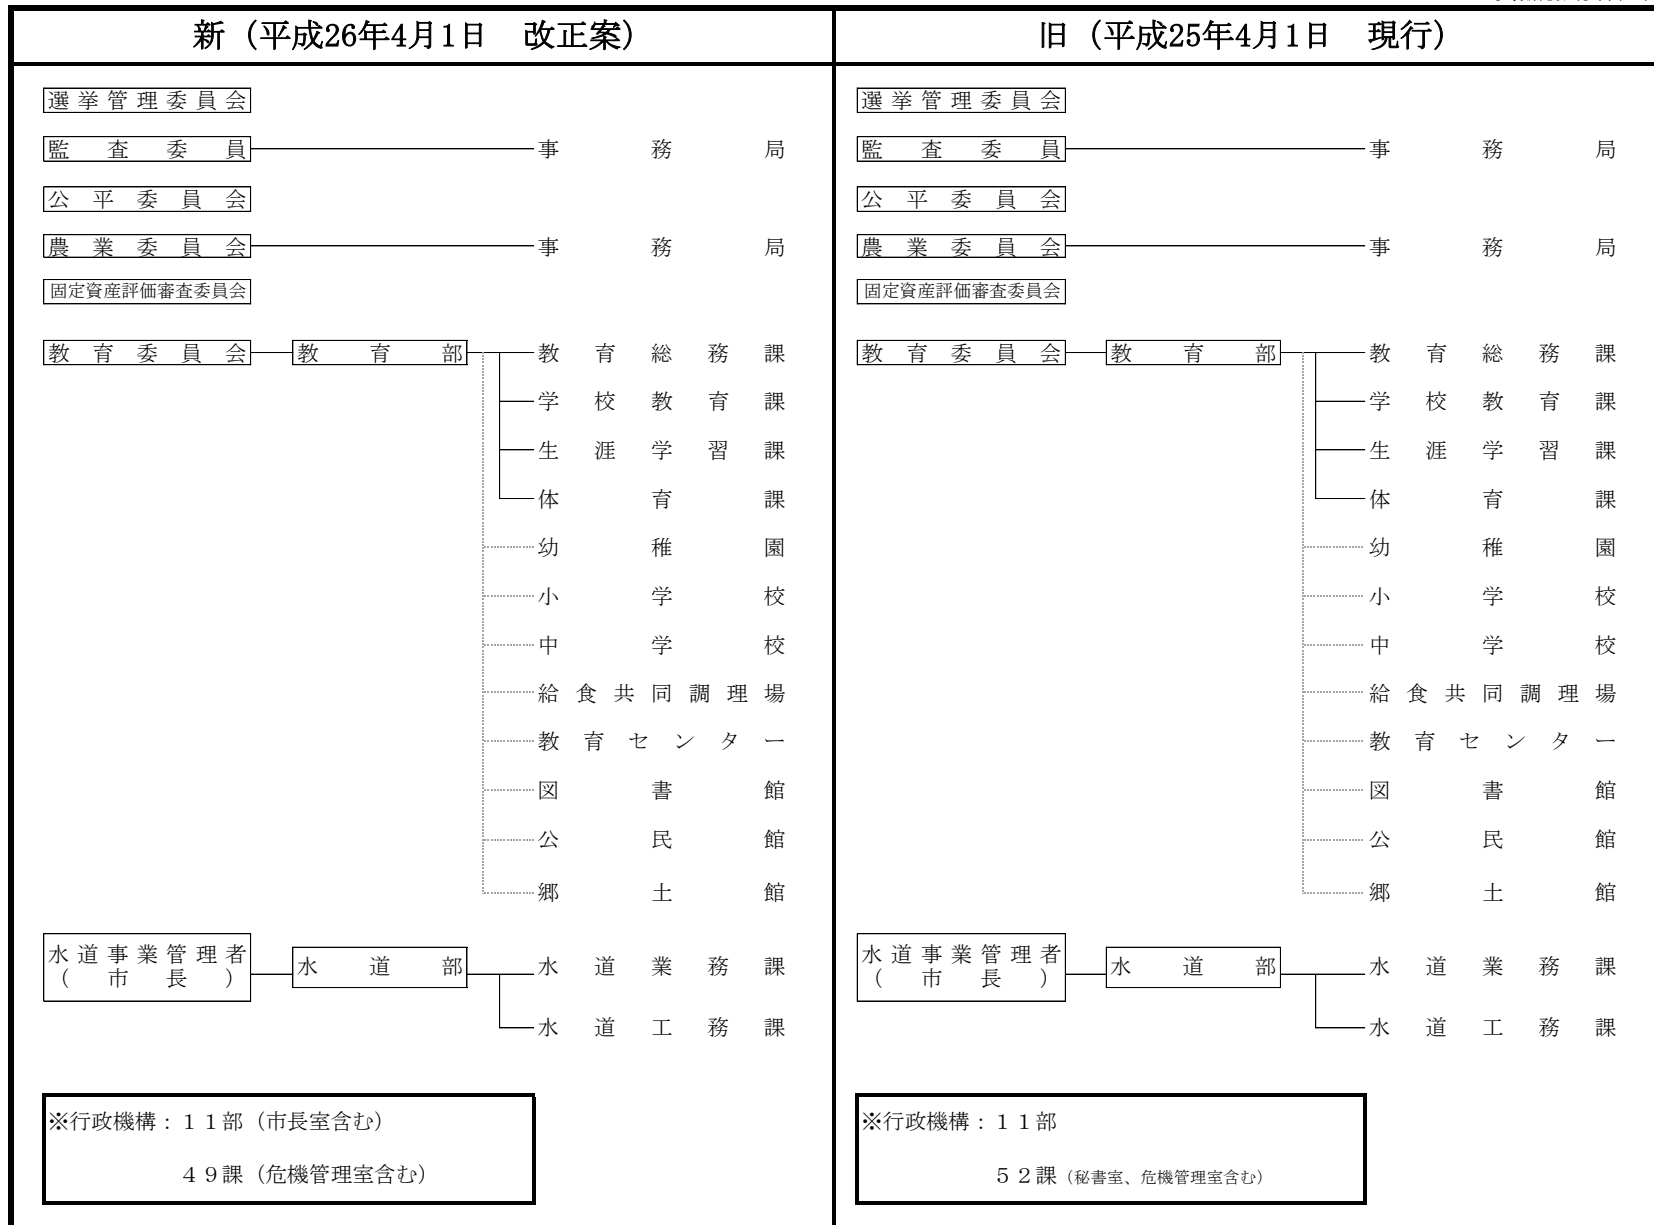 新（平成26年4月1日　改正案）
選挙管理委員会
監査委員 事務局
公平委員会
農業委員会 事務局
固定資産評価審査委員会
教育委員会 教育部 教育総務課
学校教育課
生涯学習課
体育課
幼稚園
小学校
中学校
給食共同調理場
教育センター
図書館
公民館
郷土館
水道事業管理者
（市長） 水道部 水道業務課
水道工務課
※行政機構：１１部（市長室含む）
４９課（危機管理室含む）
旧（平成25年4月1日　現行）
選挙管理委員会
監査委員 事務局
公平委員会
農業委員会 事務局
固定資産評価審査委員会
教育委員会 教育部 教育総務課
学校教育課
生涯学習課
体育課
幼稚園
小学校
中学校
給食共同調理場
教育センター
図書館
公民館
郷土館
水道事業管理者
（市長） 水道部 水道業務課
水道工務課
※行政機構：１１部
５２課（秘書室、危機管理室含む）